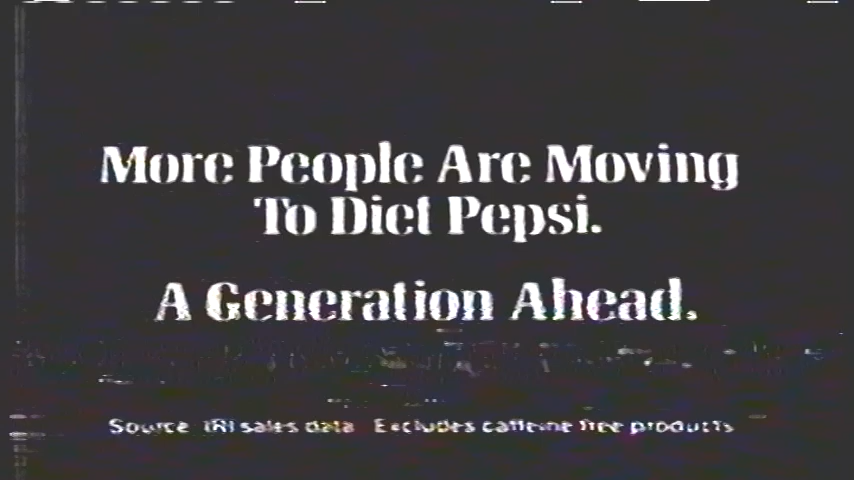 More People Are Moving
To Diet Pepsi.
A Generation Ahead.
Source IRI sales data Excludes caffeine free products